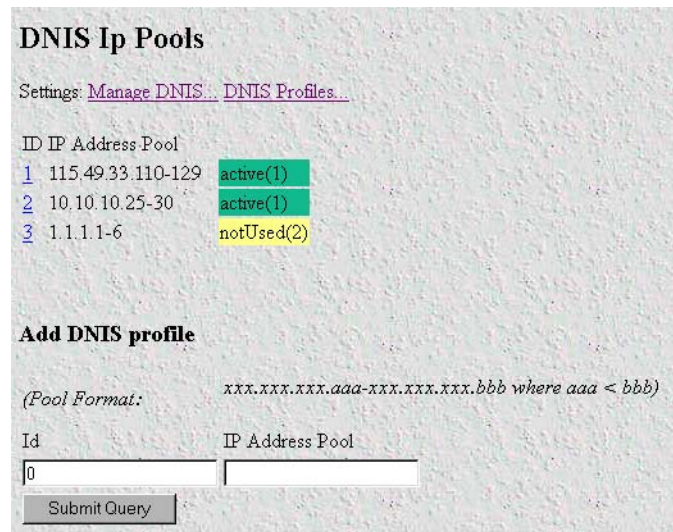 DNIS Ip Pools
Settings: Manage DNIS... DNIS Profiles...
ID IP Address Pool
1 115.49.33.110-129 active(1)
2 10.10.10.25-30 active(1)
3 1.1.1.1-6 notUsed(2)
Add DNIS profile
(Pool Format: xxx.xxx.xxx.aaa-xxx.xxx.xxx.bbb where aaa < bbb)
Id IP Address Pool
0
Submit Query